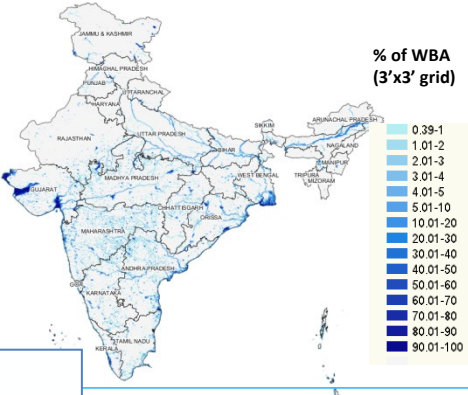 JAMMU & KASHMIR
% of WBA
(3'x3' grid)
HIMACHAL PRADESH
PUNJAB
UTTARANCHAL
HARYANA
SIKKIM
ARUNACHAL PRADESH
RAJASTHAN
UTTAR PRADESH
NAGALAND
BIHAR
MANIPUR
TRIPURA
MIZORAM
GUJARAT
MADHYA PRADESH
WEST BENGAL
CHHATTISGARH
ORISSA
MAHARASHTRA
ANDHRA PRADESH
GOA
KARNATAKA
TAMIL NADU
KERALA
0.39-1
1.01-2
2.01-3
3.01-4
4.01-5
5.01-10
10.01-20
20.01-30
30.01-40
40.01-50
50.01-60
60.01-70
70.01-80
80.01-90
90.01-100